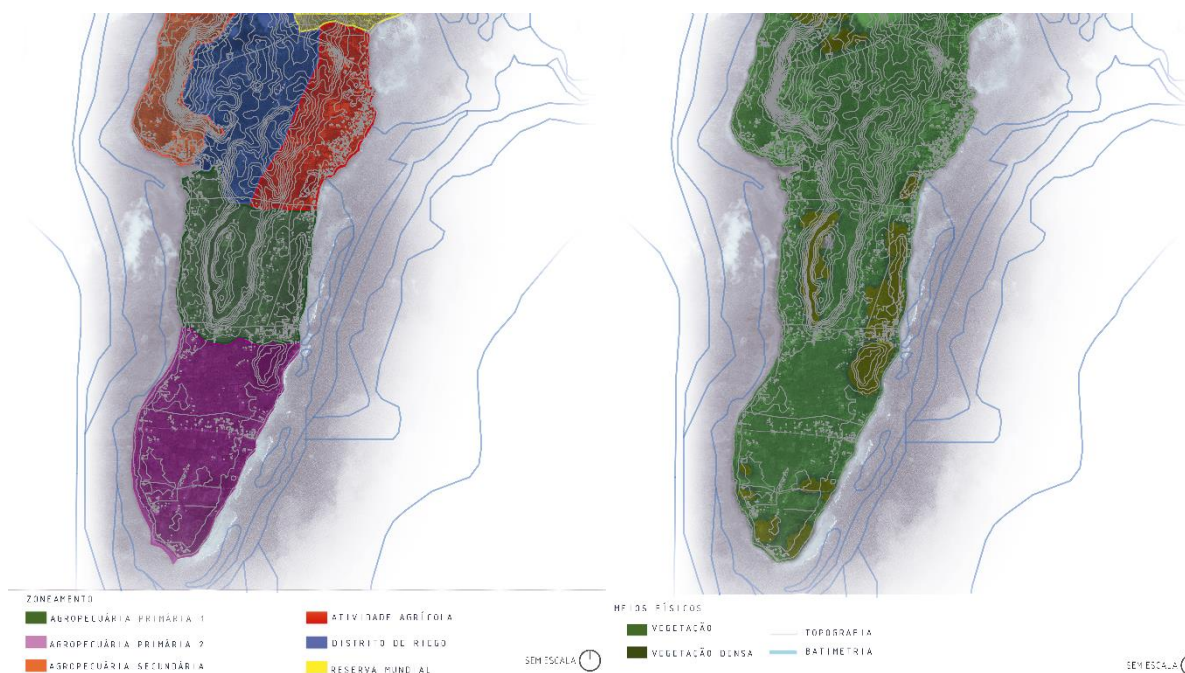 ZONEAMENTO
AGROPECUÁRIA PRIMÁRIA 1
AGROPECUÁRIA PRIMÁRIA 2
AGROPECUÁRIA SECUNDÁRIA
ATIVIDADE AGRÍCOLA
DISTRITO DE RIEGO
RESERVA MUNDIAL
SEM ESCALA
MEIOS FÍSICOS
VEGETAÇÃO
VEGETAÇÃO DENSA
TOPOGRAFIA
BATIMETRIA
SEM ESCALA